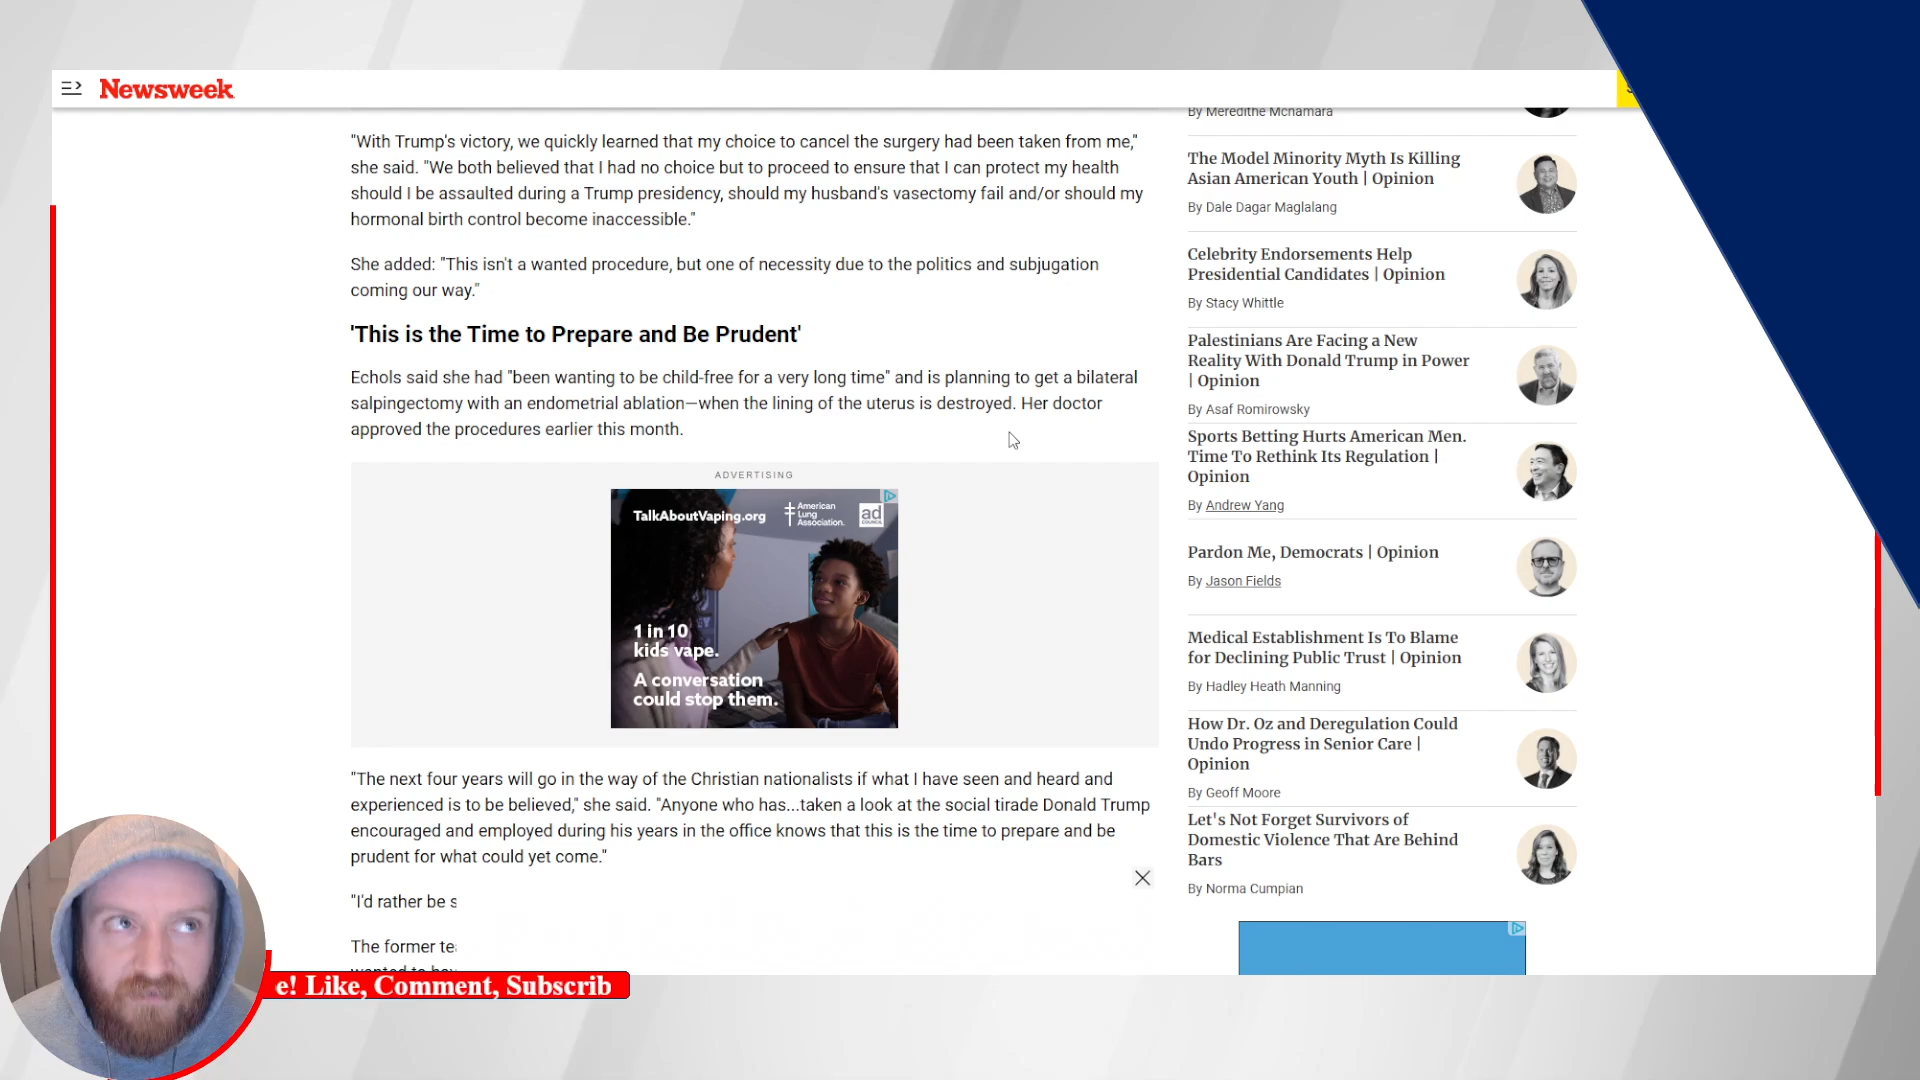 Newsweek
"With Trump's victory, we quickly learned that my choice to cancel the surgery had been taken from me,"
she said. "We both believed that I had no choice but to proceed to ensure that I can protect my health
should I be assaulted during a Trump presidency, should my husband's vasectomy fail and/or should my
hormonal birth control become inaccessible."
She added: "This isn't a wanted procedure, but one of necessity due to the politics and subjugation
coming our way."
'This is the Time to Prepare and Be Prudent'
Echols said she had "been wanting to be child-free for a very long time" and is planning to get a bilateral
salpingectomy with an endometrial ablation—when the lining of the uterus is destroyed. Her doctor
approved the procedures earlier this month.
ADVERTISING
TalkAboutVaping.org
American
Lung
Association.
ad
COUNCIL
1 in 10
kids vape.
A conversation
could stop them.
"The next four years will go in the way of the Christian nationalists if what I have seen and heard and
experienced is to be believed," she said. "Anyone who has...taken a look at the social tirade Donald Trump
encouraged and employed during his years in the office knows that this is the time to prepare and be
prudent for what could yet come."
"I'd rather be s
The former te
By Meredithe Mcnamara
The Model Minority Myth Is Killing
Asian American Youth | Opinion
By Dale Dagar Maglalang
Celebrity Endorsements Help
Presidential Candidates | Opinion
By Stacy Whittle
Palestinians Are Facing a New
Reality With Donald Trump in Power
| Opinion
By Asaf Romirowsky
Sports Betting Hurts American Men.
Time To Rethink Its Regulation |
Opinion
By Andrew Yang
Pardon Me, Democrats | Opinion
By Jason Fields
Medical Establishment Is To Blame
for Declining Public Trust | Opinion
By Hadley Heath Manning
How Dr. Oz and Deregulation Could
Undo Progress in Senior Care |
Opinion
By Geoff Moore
Let's Not Forget Survivors of
Domestic Violence That Are Behind
Bars
By Norma Cumpian
e! Like, Comment, Subscrib